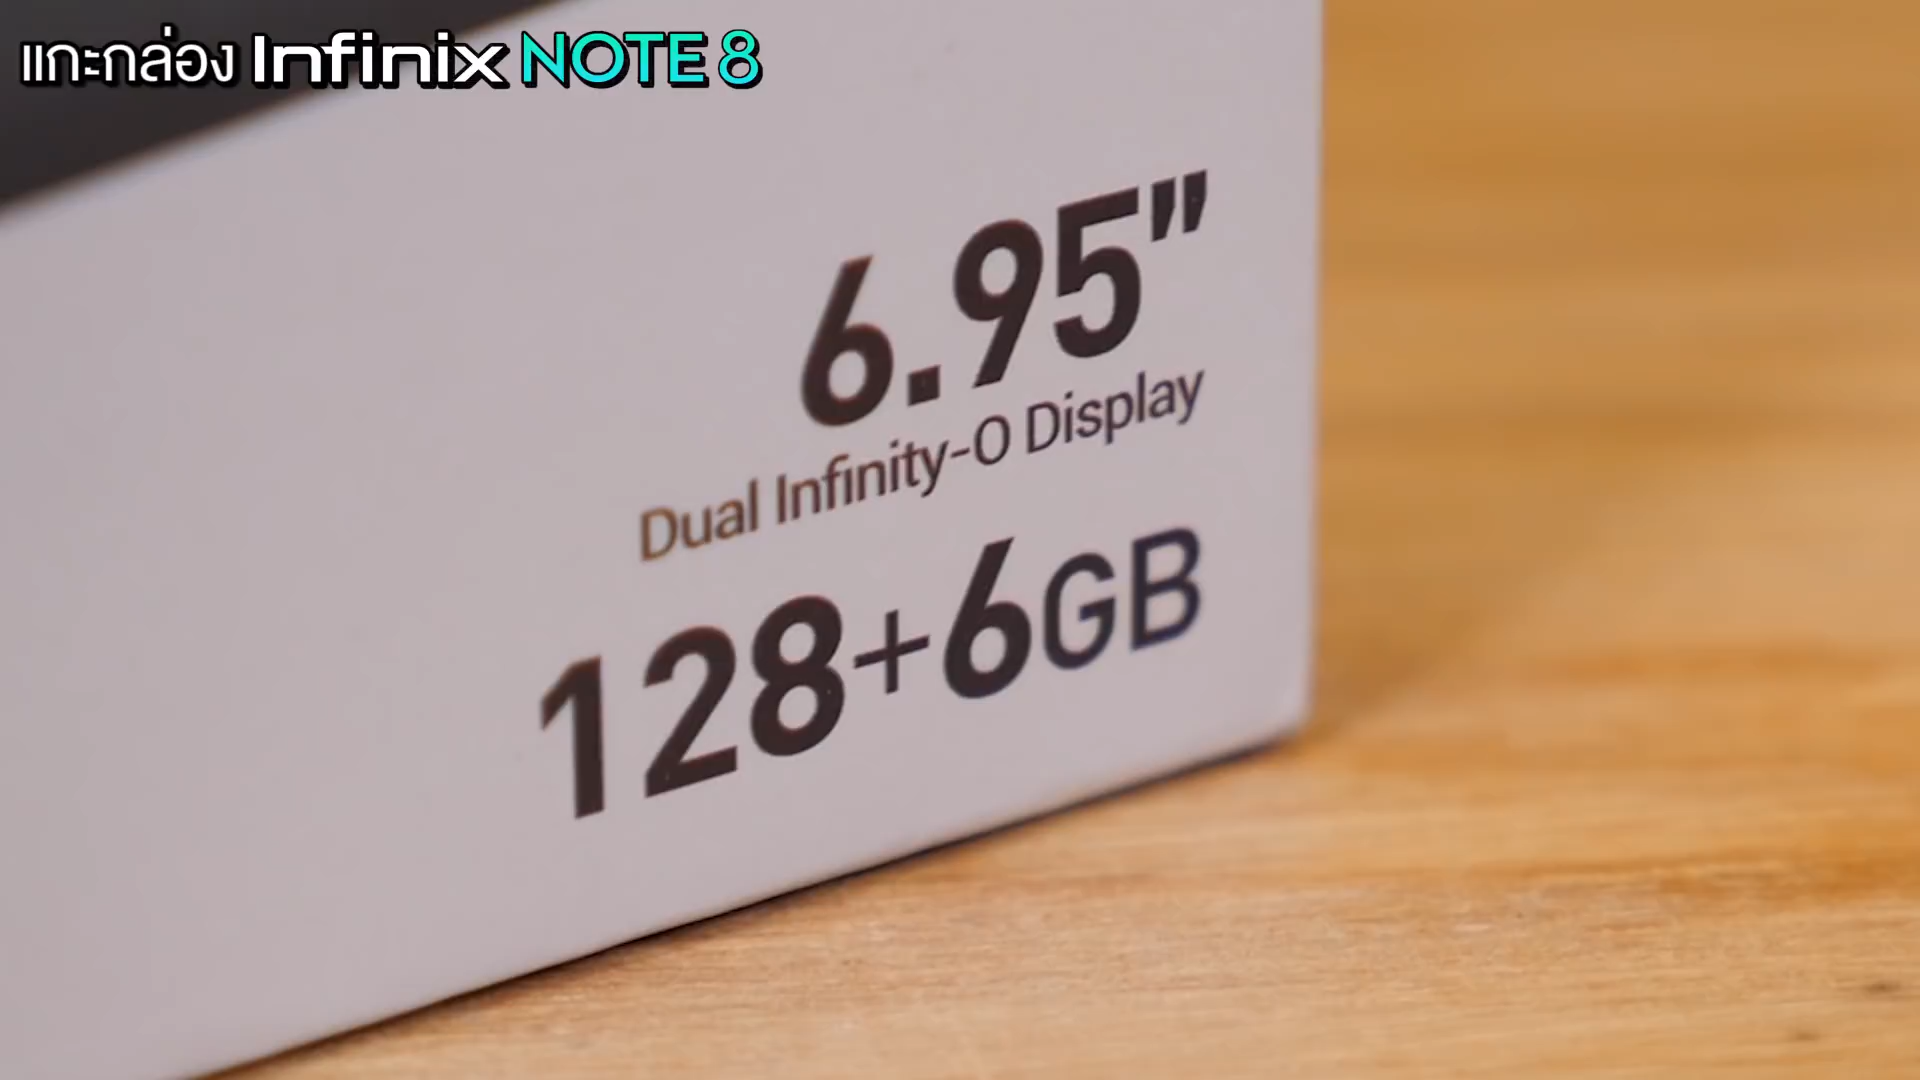 แกะกล่อง Infinix NOTE 8
6.95"
Dual Infinity-O Display
128+6GB